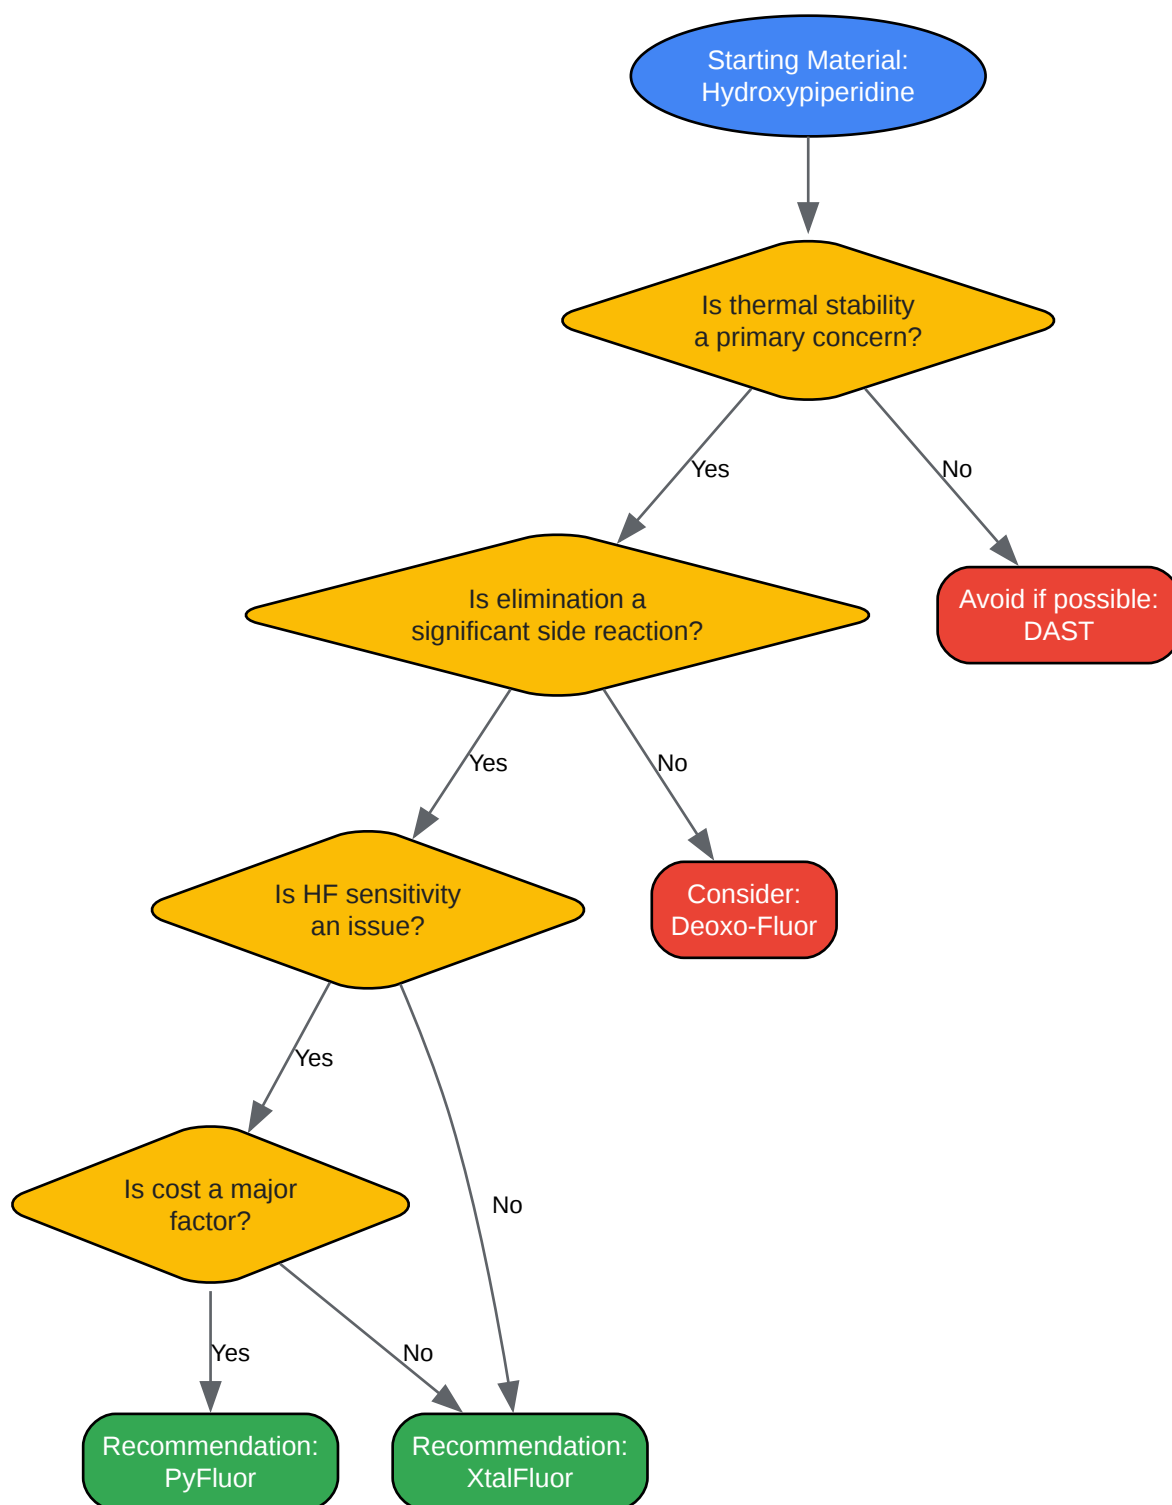 Starting Material:
Hydroxypiperidine
Is thermal stability
a primary concern?
Yes
No
Is elimination a
significant side reaction?
Avoid if possible:
DAST
Yes
No
Is HF sensitivity
an issue?
Consider:
Deoxo-Fluor
Yes
No
Is cost a major
factor?
Yes
No
Recommendation:
PyFluor
Recommendation:
XtalFluor